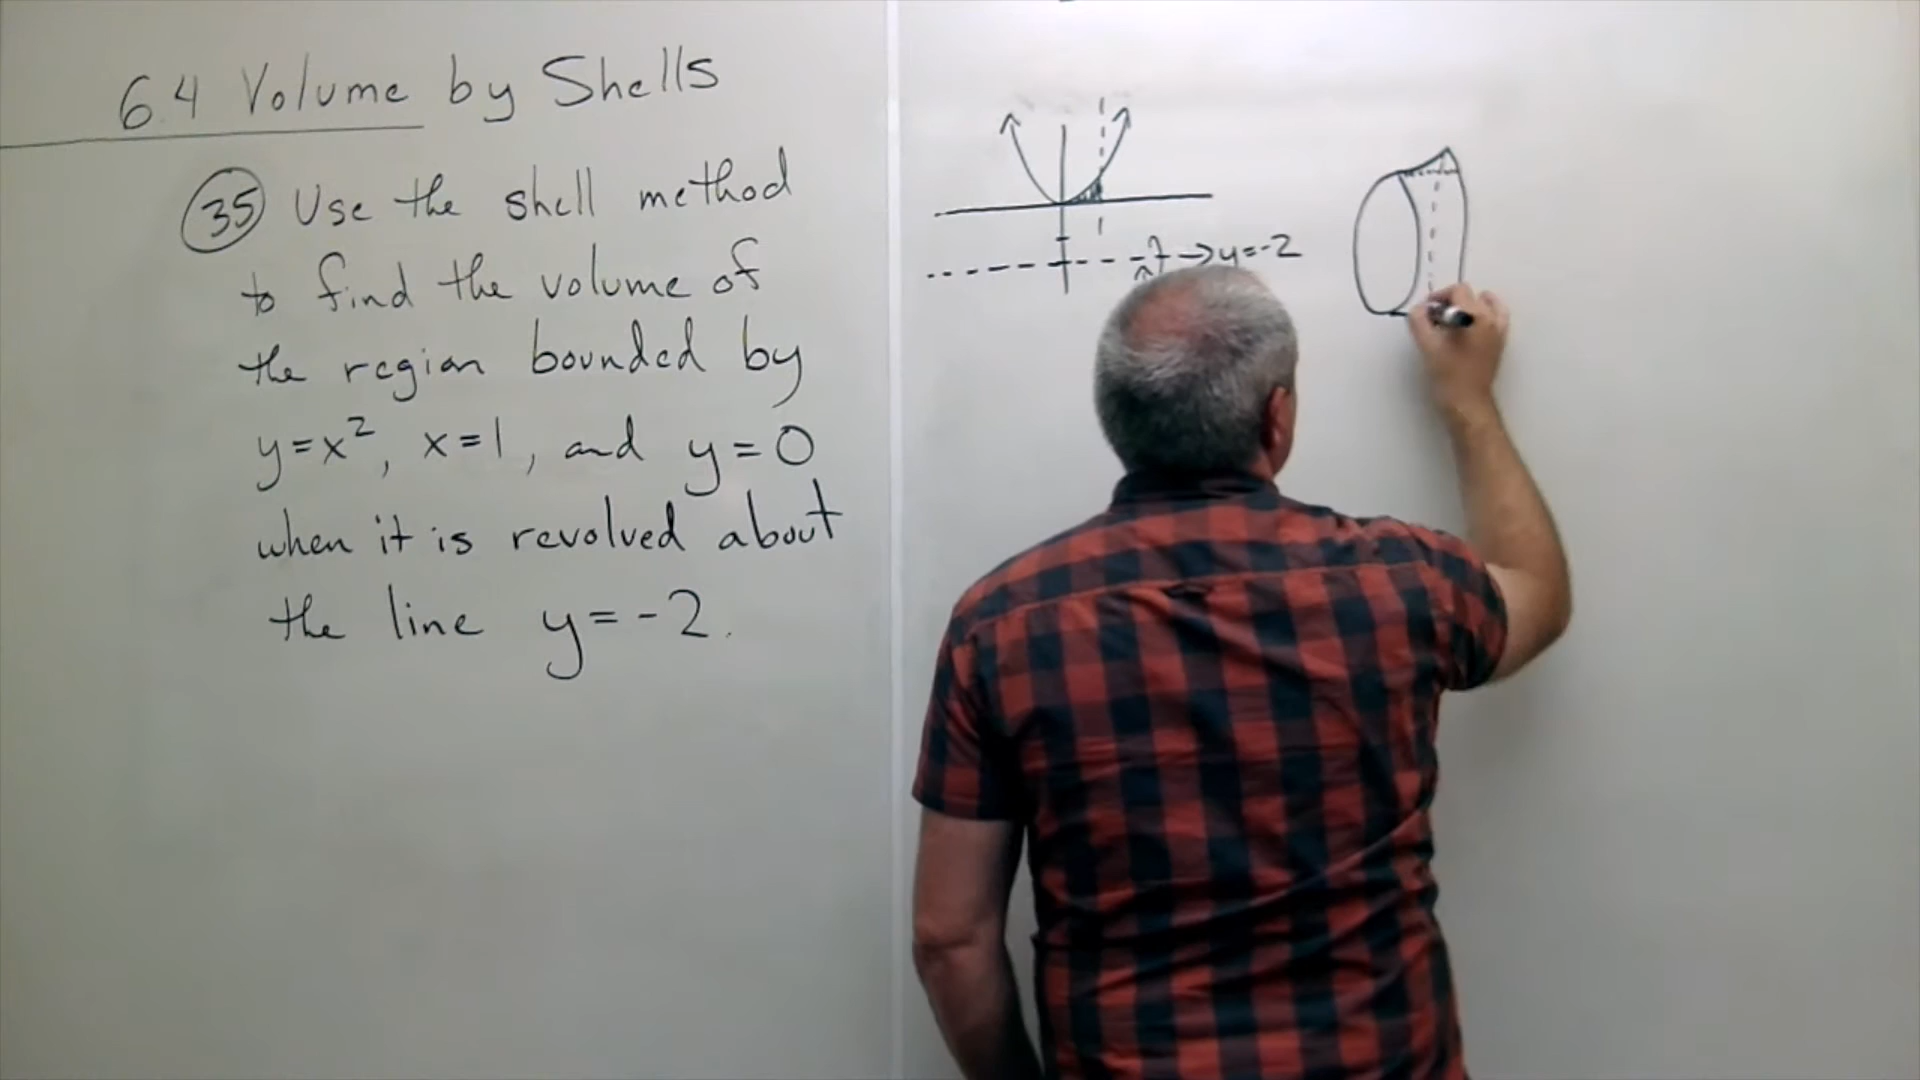 6.4 Volume by Shells
35 Use the shell method
to find the volume of
the region bounded by
y=x², x=1, and y=0
when it is revolved about
the line y=-2.
y=-2